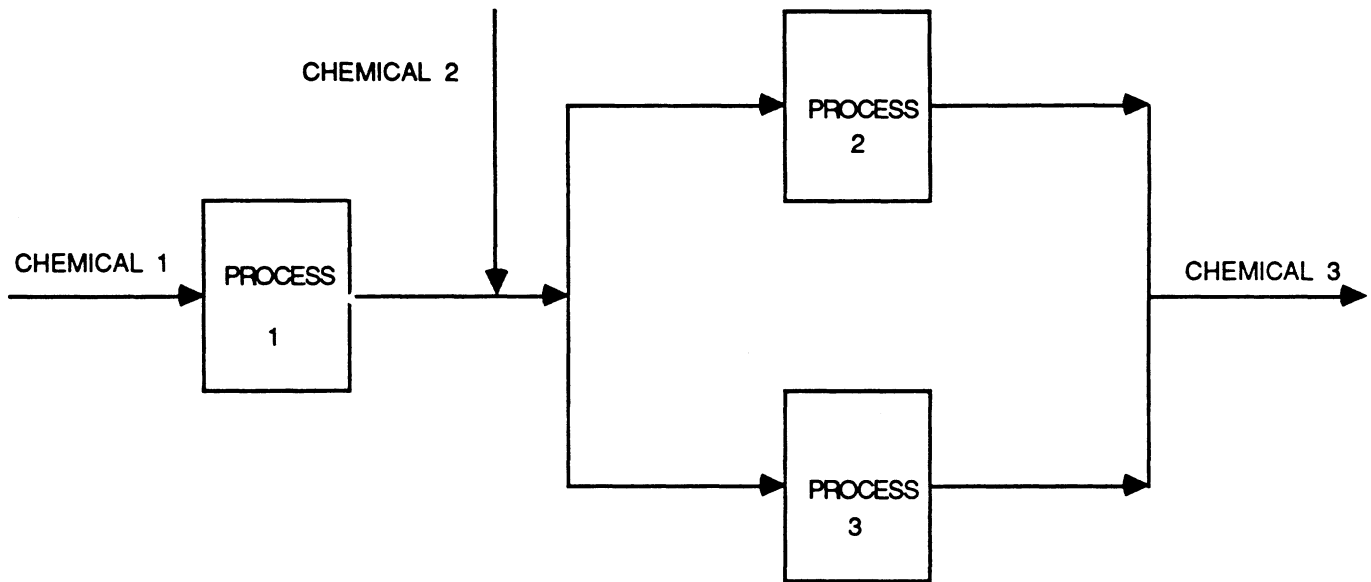 CHEMICAL 2
PROCESS
2
CHEMICAL 1
PROCESS
1
CHEMICAL 3
PROCESS
3